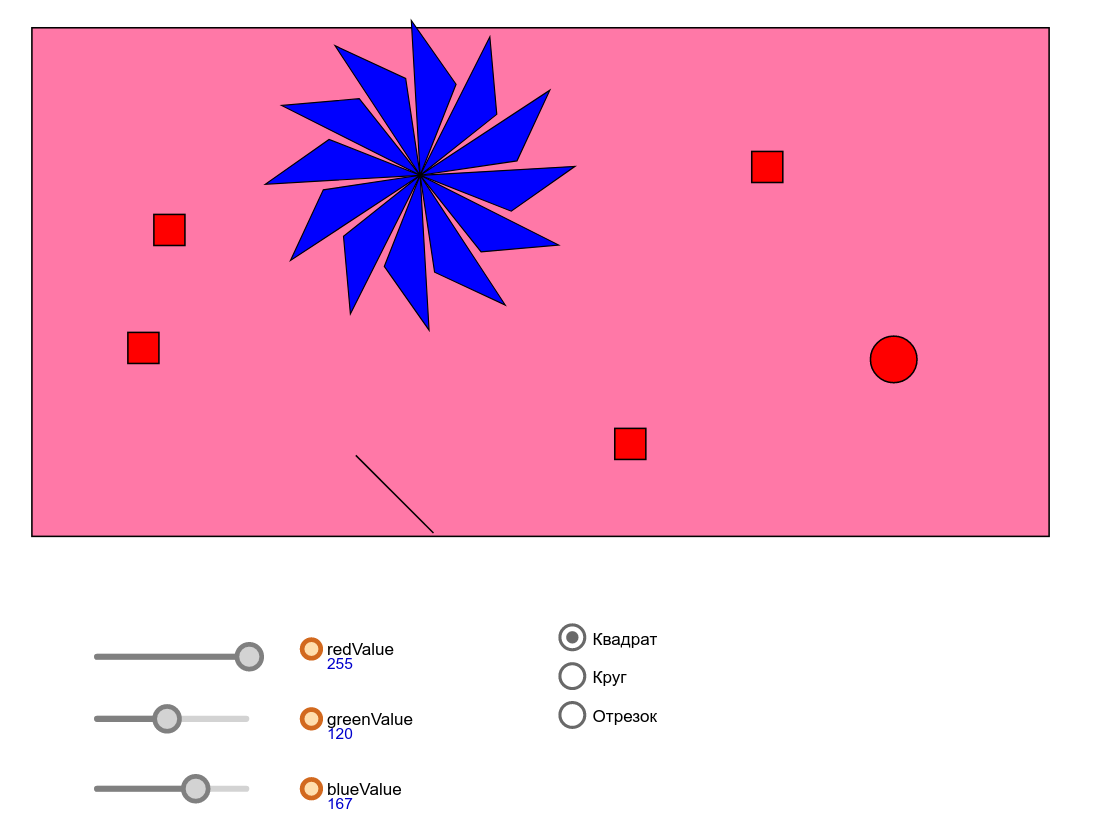 redValue
255
greenValue
120
blueValue
167
Квадрат
Круг
Отрезок